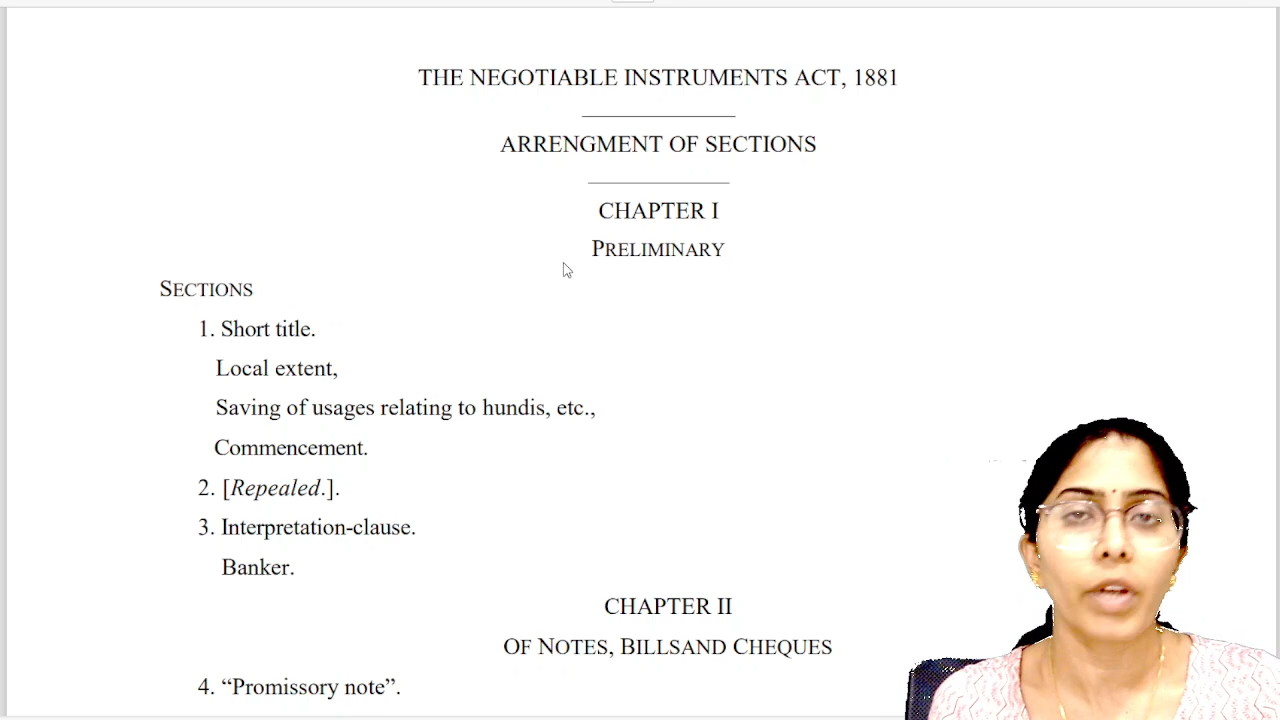 THE NEGOTIABLE INSTRUMENTS ACT, 1881
ARRENGMENT OF SECTIONS
CHAPTER I
PRELIMINARY
SECTIONS
1. Short title.
Local extent,
Saving of usages relating to hundis, etc.,
Commencement.
2. [Repealed.].
3. Interpretation-clause.
Banker.
CHAPTER II
OF NOTES, BILLSAND CHEQUES
4. “Promissory note”.